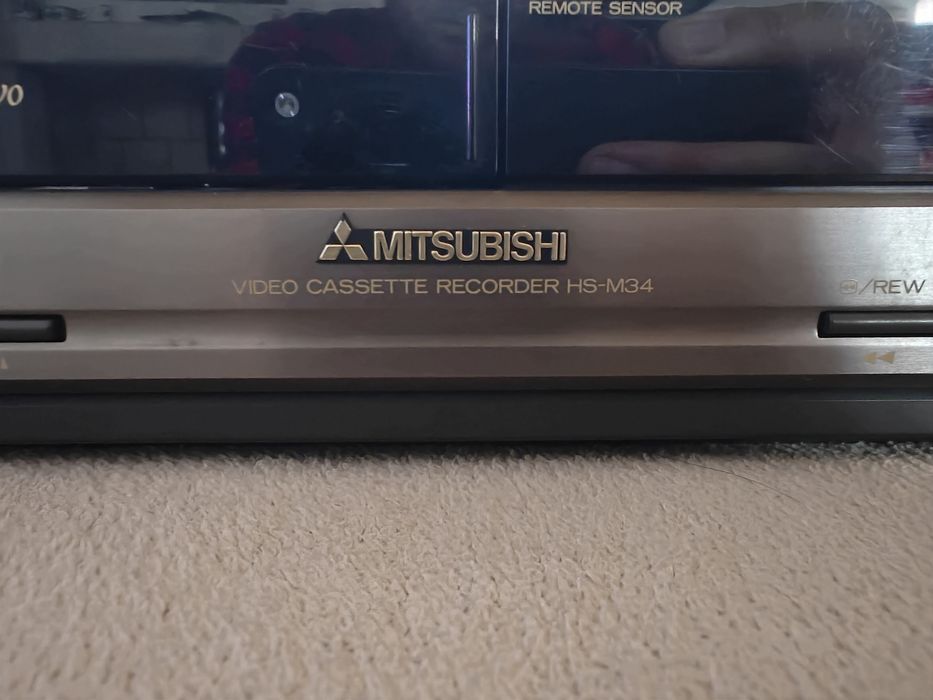 REMOTE SENSOR
MITSUBISHI
VIDEO CASSETTE RECORDER HS-M34
/REW